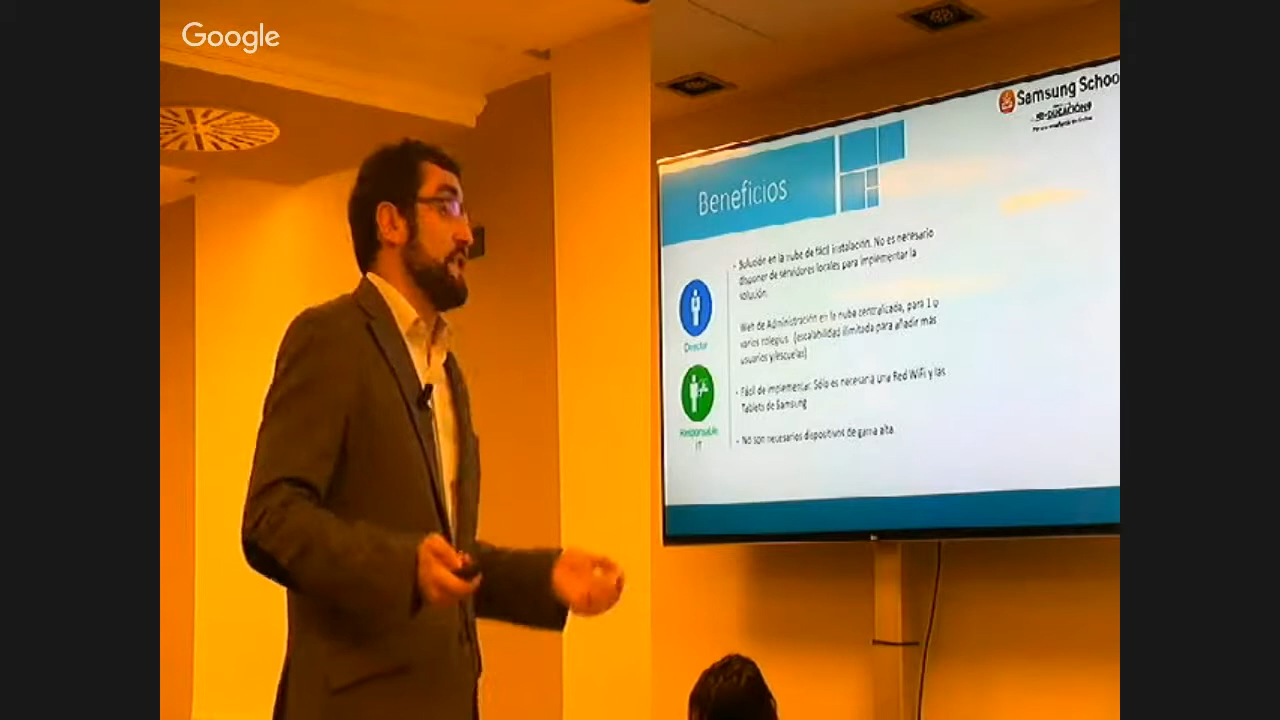 Google
Samsung Schoo
Beneficios
- Solución en la nube de fácil instalación. No es necesario
disponer de servidores locales para implementar la
solución.
Web de Administración en la nube centralizada, para 1 o
varios colegios. (escalabilidad ilimitada para añadir más
usuarios y escuelas)
- Fácil de implementar. Sólo es necesaria una Red WiFi y las
Tablets de Samsung
- No son necesarios dispositivos de gama alta.
Director
Responsable
IT